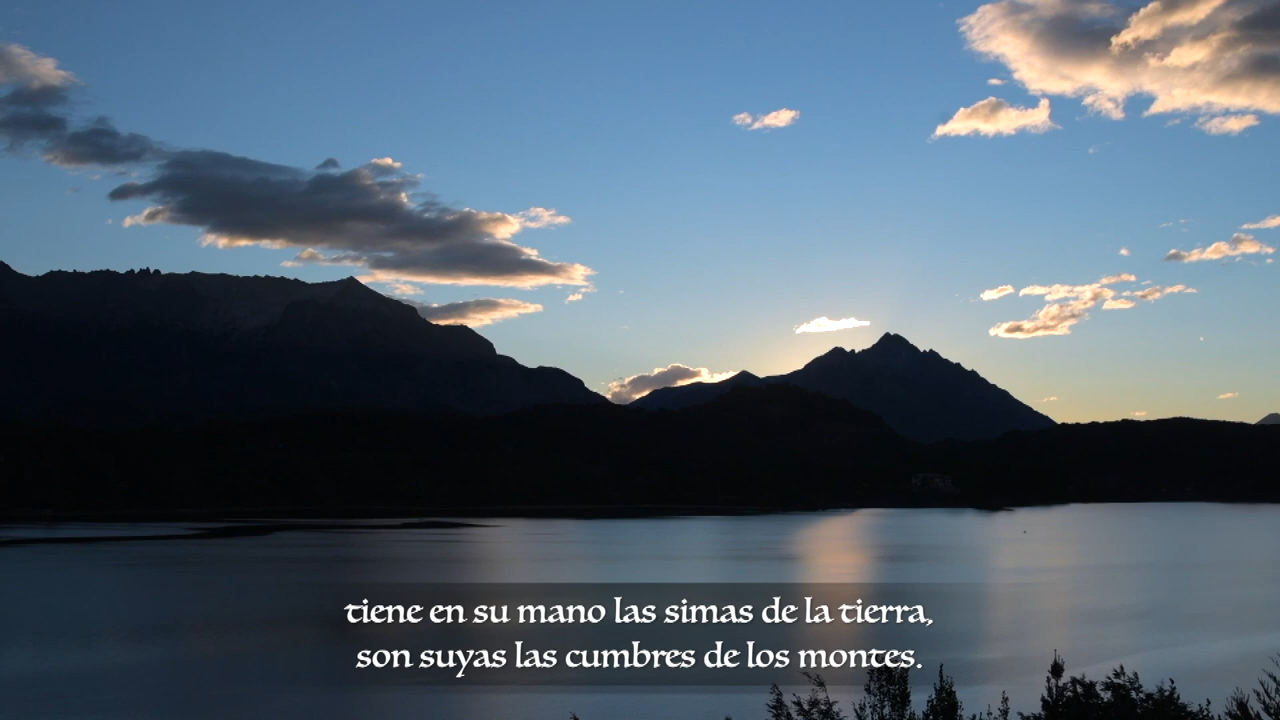 tiene en su mano las simas de la tierra,
son suyas las cumbres de los montes.